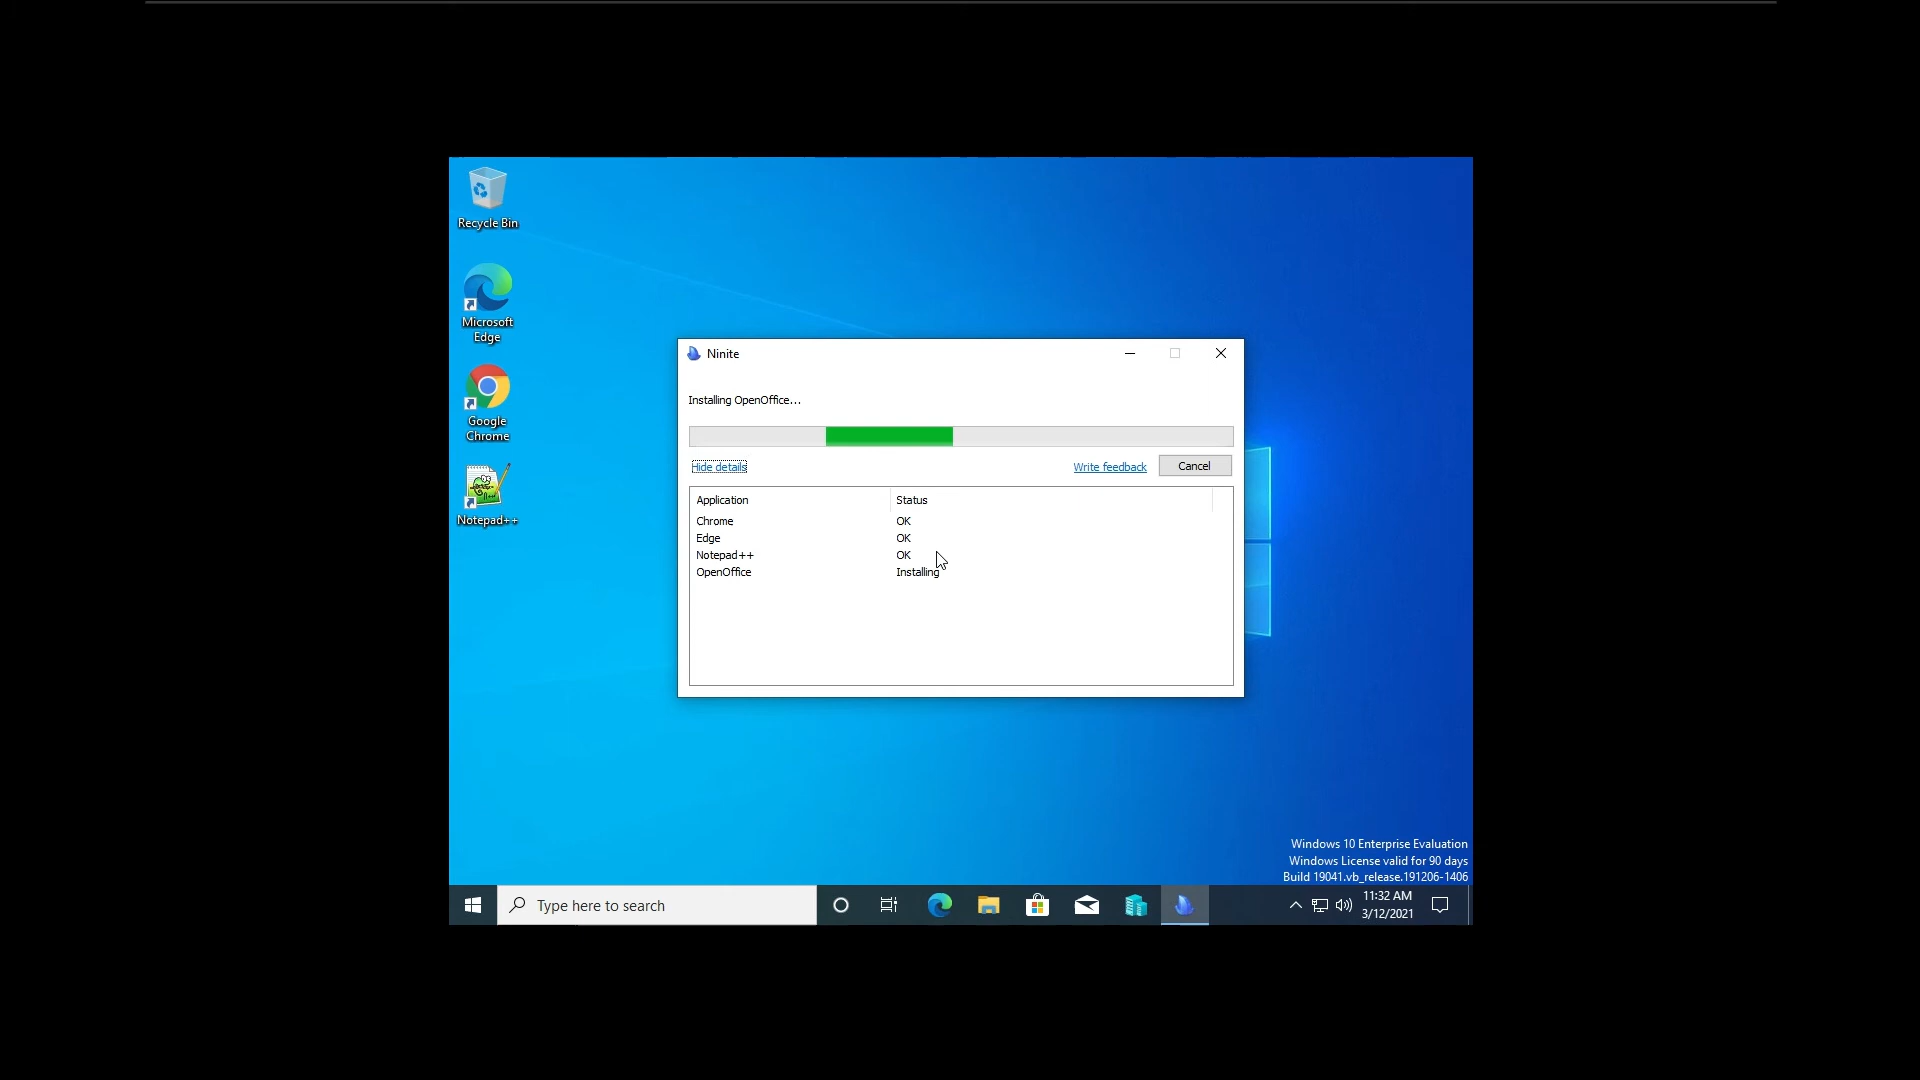 Recycle Bin
Microsoft
Edge
Google
Chrome
Notepad++
Ninite
Installing OpenOffice...
Hide details
Write feedback
Cancel
Application Status
Chrome OK
Edge OK
Notepad++ OK
OpenOffice Installing
Windows 10 Enterprise Evaluation
Windows License valid for 90 days
Build 19041.vb_release.191206-1406
Type here to search
11:32 AM
3/12/2021